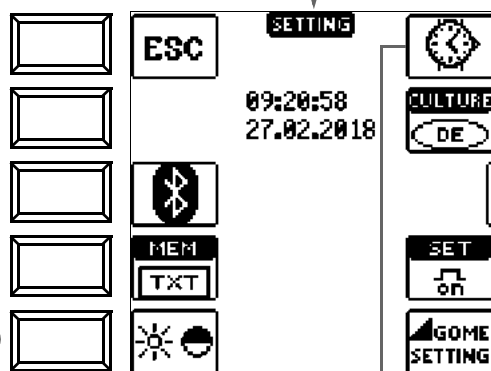 SETTING
ESC
09:20:58
27.02.2018
CULTURE
DE
MEM
TXT
SET
on
GOME
SETTING